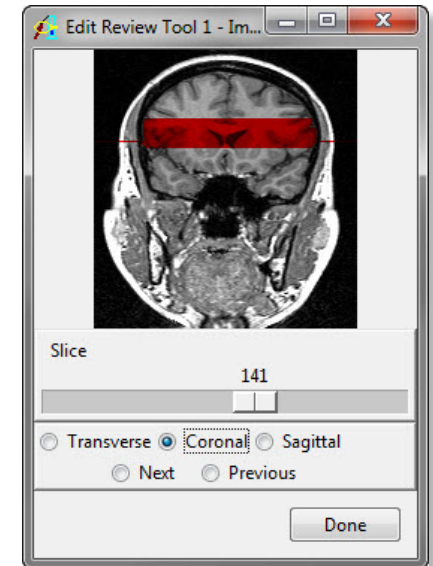 Edit Review Tool 1 - Im...
Slice
141
Transverse Coronal Sagittal
Next Previous
Done